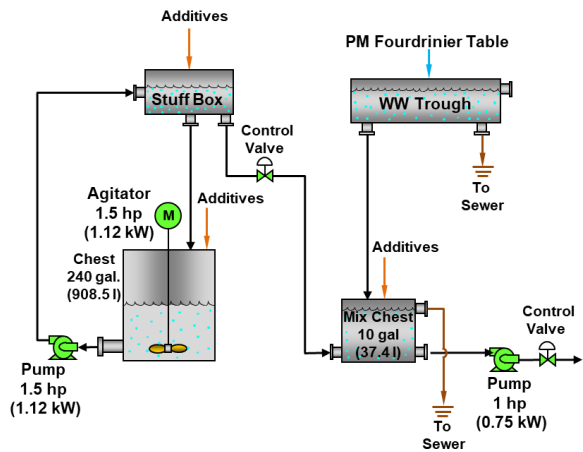 Additives
PM Fourdrinier Table
Stuff Box
WW Trough
Control
Valve
To
Sewer
Agitator
1.5 hp
(1.12 kW)
M
Additives
Chest
240 gal.
(908.5 l)
Additives
Mix Chest
10 gal
(37.4 l)
Control
Valve
Pump
1.5 hp
(1.12 kW)
Pump
1 hp
(0.75 kW)
To
Sewer